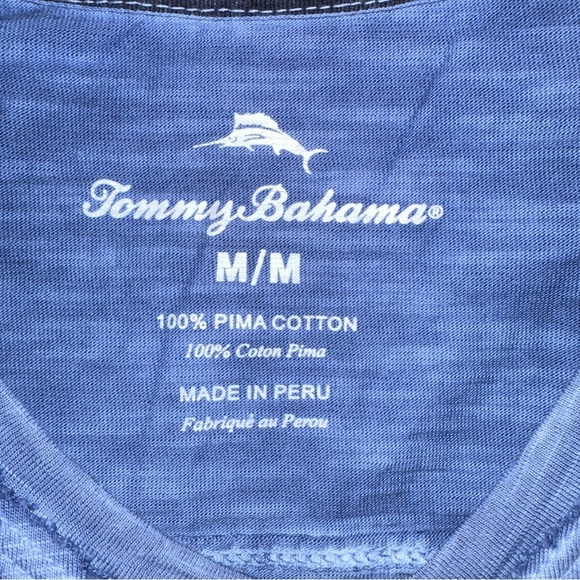 Tommy Bahama®
M/M
100% PIMA COTTON
100% Coton Pima
MADE IN PERU
Fabriqué au Perou